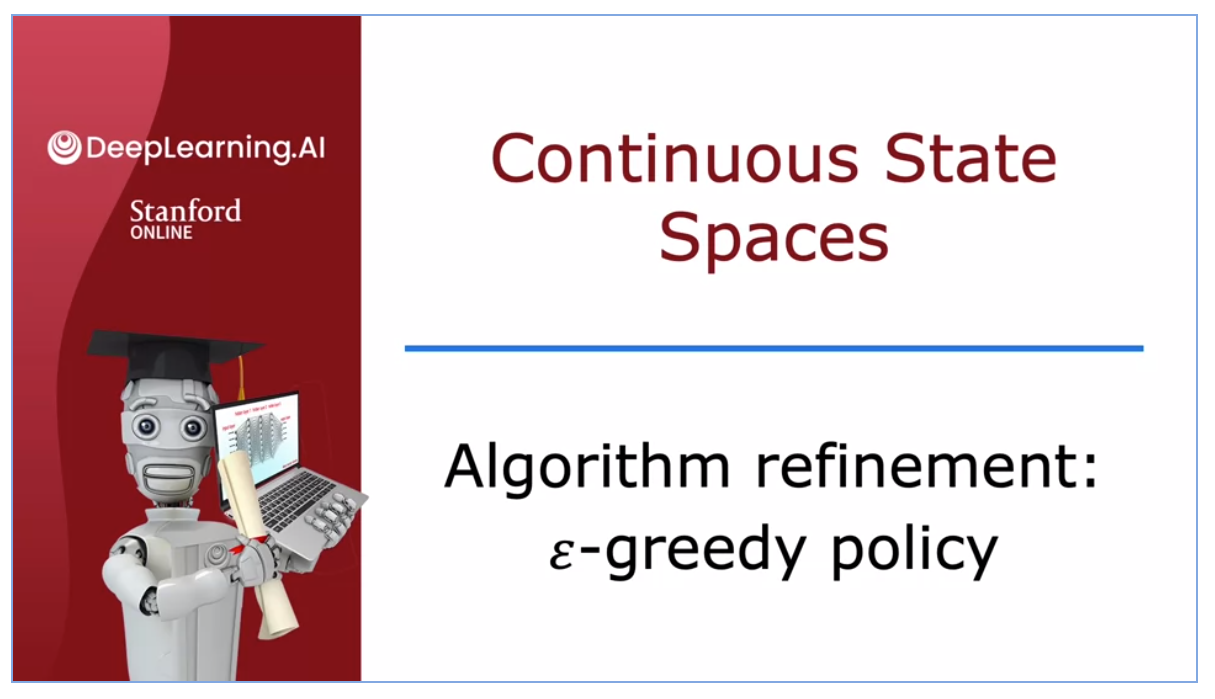 DeepLearning.AI
Stanford
ONLINE
Continuous State
Spaces
Algorithm refinement:
ε-greedy policy